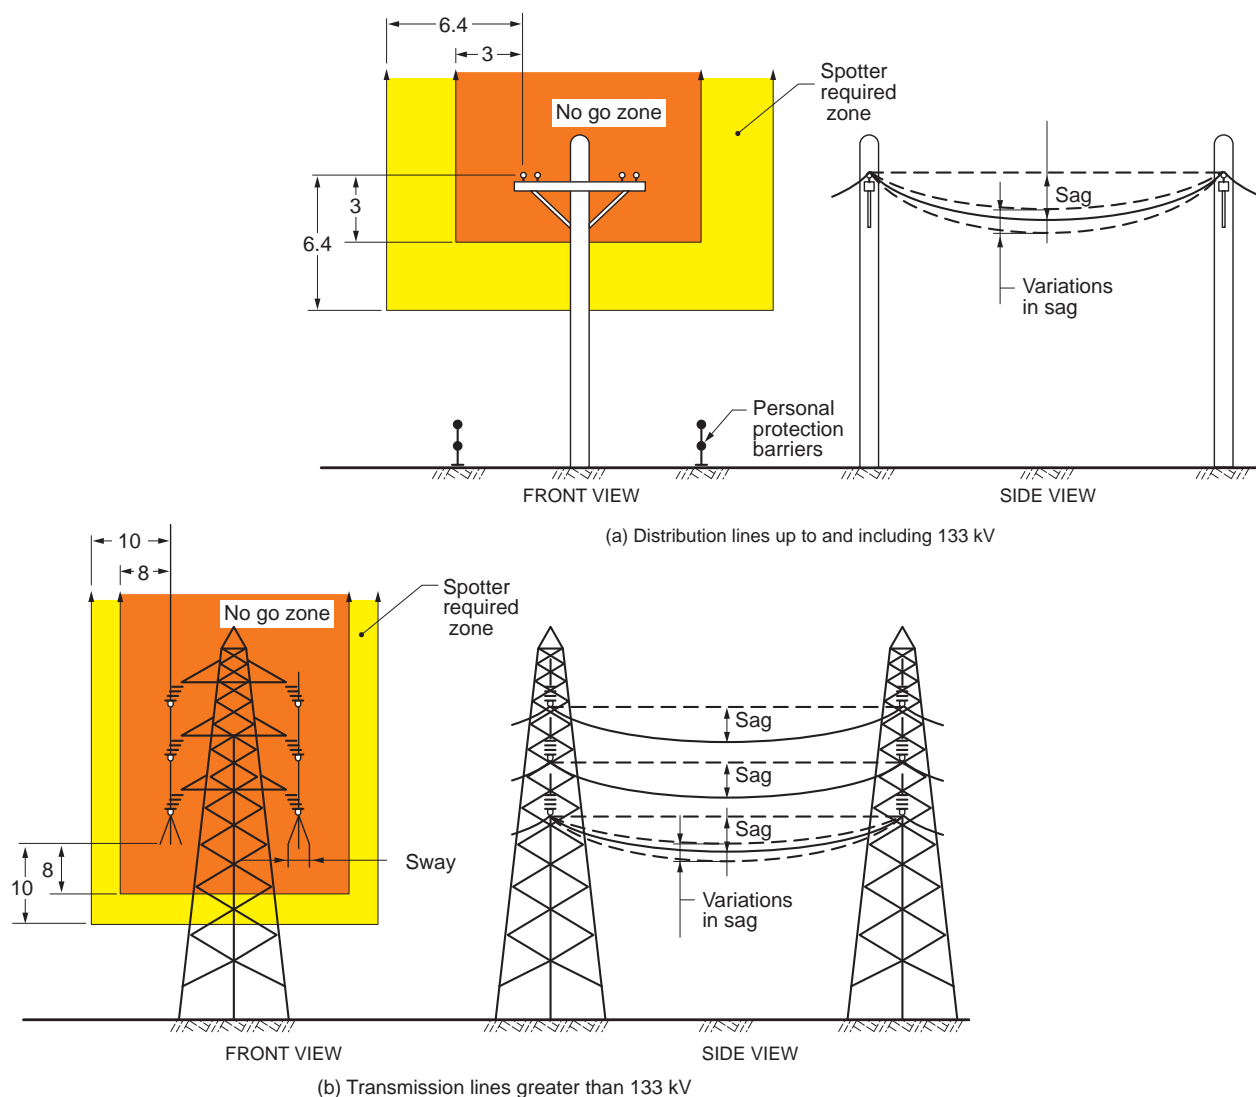 6.4
3
Spotter
required
zone
No go zone
3
6.4
Sag
Variations
in sag
Personal
protection
barriers
FRONT VIEW
SIDE VIEW
(a) Distribution lines up to and including 133 kV
10
8
Spotter
required
zone
No go zone
Sag
Sag
Sag
8
10
Sway
Variations
in sag
FRONT VIEW
SIDE VIEW
(b) Transmission lines greater than 133 kV